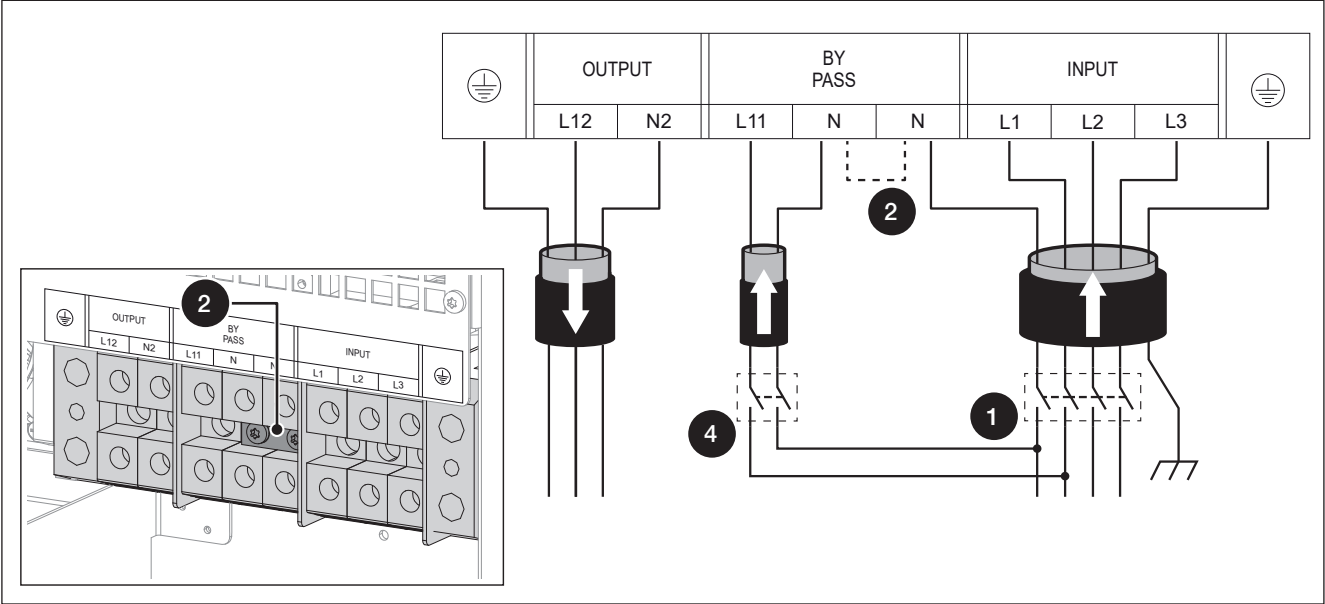 OUTPUT
BY
PASS
INPUT
L12 N2 L11 N N L1 L2 L3
2
2
OUTPUT
BY
PASS
INPUT
L12 N2 L11 N N L1 L2 L3
4
1